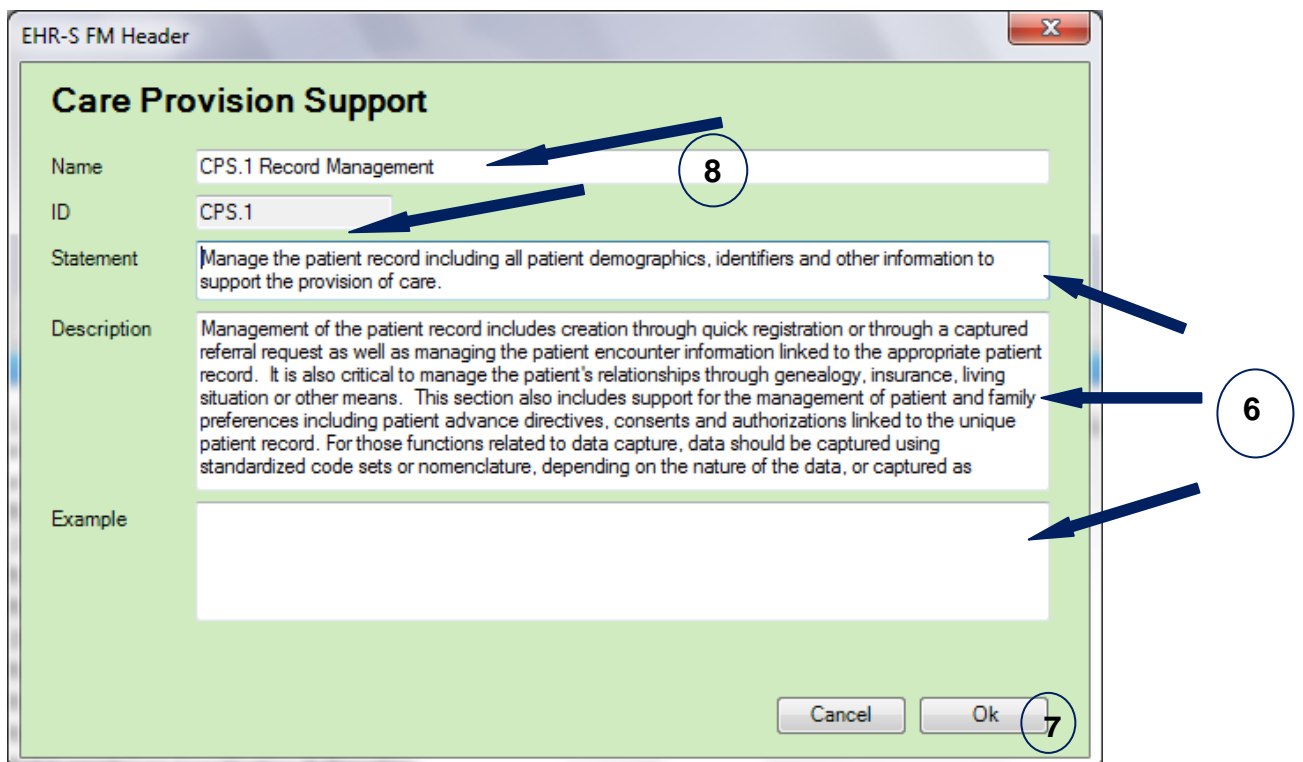 EHR-S FM Header
x
Care Provision Support
Name
CPS.1 Record Management
8
ID
CPS.1
Statement
Manage the patient record including all patient demographics, identifiers and other information to
support the provision of care.
Description
Management of the patient record includes creation through quick registration or through a captured
referral request as well as managing the patient encounter information linked to the appropriate patient
record.  It is also critical to manage the patient's relationships through genealogy, insurance, living
situation or other means.  This section also includes support for the management of patient and family
preferences including patient advance directives, consents and authorizations linked to the unique
patient record. For those functions related to data capture, data should be captured using
standardized code sets or nomenclature, depending on the nature of the data, or captured as
6
Example
Cancel
Ok
7